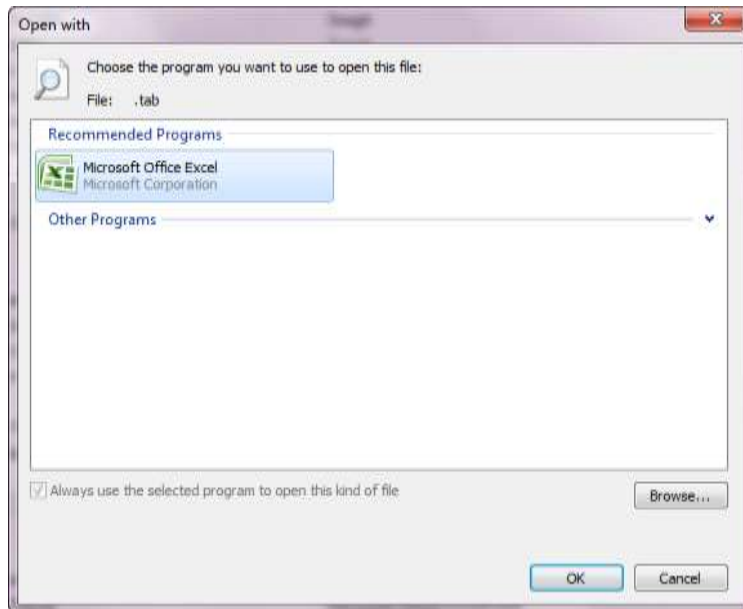 Open with
Choose the program you want to use to open this file:
File: .tab
Recommended Programs
Microsoft Office Excel
Microsoft Corporation
Other Programs
Always use the selected program to open this kind of file
Browse...
OK
Cancel